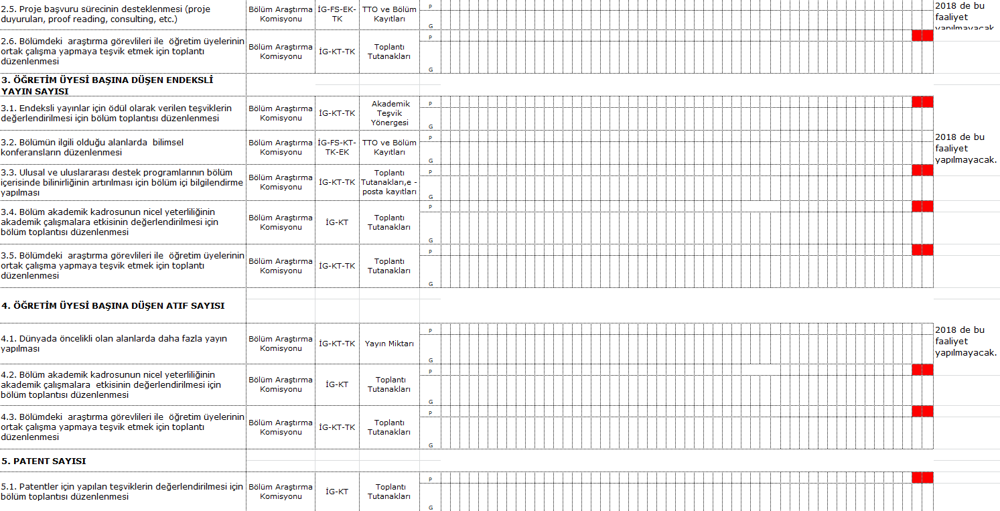 2.5. Proje başvuru sürecinin desteklenmesi (proje
duyuruları, proof reading, consulting, etc.)
Bölüm Araştırma
Komisyonu
İG-FS-EK-
TK
TTO ve Bölüm
Kayıtları
P
G
2018 de bu
faaliyet
yapılmayacak
2.6. Bölümdeki araştırma görevlileri ile öğretim üyelerinin
ortak çalışma yapmaya teşvik etmek için toplantı
düzenlenmesi
Bölüm Araştırma
Komisyonu
İG-KT-TK
Toplantı
Tutanakları
P
G
3. ÖĞRETİM ÜYESİ BAŞINA DÜŞEN ENDEKSLİ
YAYIN SAYISI
3.1. Endeksli yayınlar için ödül olarak verilen teşviklerin
değerlendirilmesi için bölüm toplantısı düzenlenmesi
Bölüm Araştırma
Komisyonu
İG-KT-TK
Akademik
Teşvik
Yönergesi
P
G
3.2. Bölümün ilgili olduğu alanlarda bilimsel
konferansların düzenlenmesi
Bölüm Araştırma
Komisyonu
İG-FS-KT-
TK-EK
TTO ve Bölüm
Kayıtları
P
G
2018 de bu
faaliyet
yapılmayacak.
3.3. Ulusal ve uluslararası destek programlarının bölüm
içerisinde bilinirliğinin artırılması için bölüm içi bilgilendirme
yapılması
Bölüm Araştırma
Komisyonu
İG-KT-TK
Toplantı
Tutanakları,e -
posta kayıtları
P
G
3.4. Bölüm akademik kadrosunun nicel yeterliliğinin
akademik çalışmalara etkisinin değerlendirilmesi için
bölüm toplantısı düzenlenmesi
Bölüm Araştırma
Komisyonu
İG-KT
Toplantı
Tutanakları
P
G
3.5. Bölümdeki araştırma görevlileri ile öğretim üyelerinin
ortak çalışma yapmaya teşvik etmek için toplantı
düzenlenmesi
Bölüm Araştırma
Komisyonu
İG-KT-TK
Toplantı
Tutanakları
P
G
4. ÖĞRETİM ÜYESİ BAŞINA DÜŞEN ATIF SAYISI
4.1. Dünyada öncelikli olan alanlarda daha fazla yayın
yapılması
Bölüm Araştırma
Komisyonu
İG-KT-TK
Yayın Miktarı
P
G
2018 de bu
faaliyet
yapılmayacak.
4.2. Bölüm akademik kadrosunun nicel yeterliliğinin
akademik çalışmalara etkisinin değerlendirilmesi için
bölüm toplantısı düzenlenmesi
Bölüm Araştırma
Komisyonu
İG-KT
Toplantı
Tutanakları
P
G
4.3. Bölümdeki araştırma görevlileri ile öğretim üyelerinin
ortak çalışma yapmaya teşvik etmek için toplantı
düzenlenmesi
Bölüm Araştırma
Komisyonu
İG-KT-TK
Toplantı
Tutanakları
P
G
5. PATENT SAYISI
5.1. Patentler için yapılan teşviklerin değerlendirilmesi için
bölüm toplantısı düzenlenmesi
Bölüm Araştırma
Komisyonu
İG-KT
Toplantı
Tutanakları
P
G